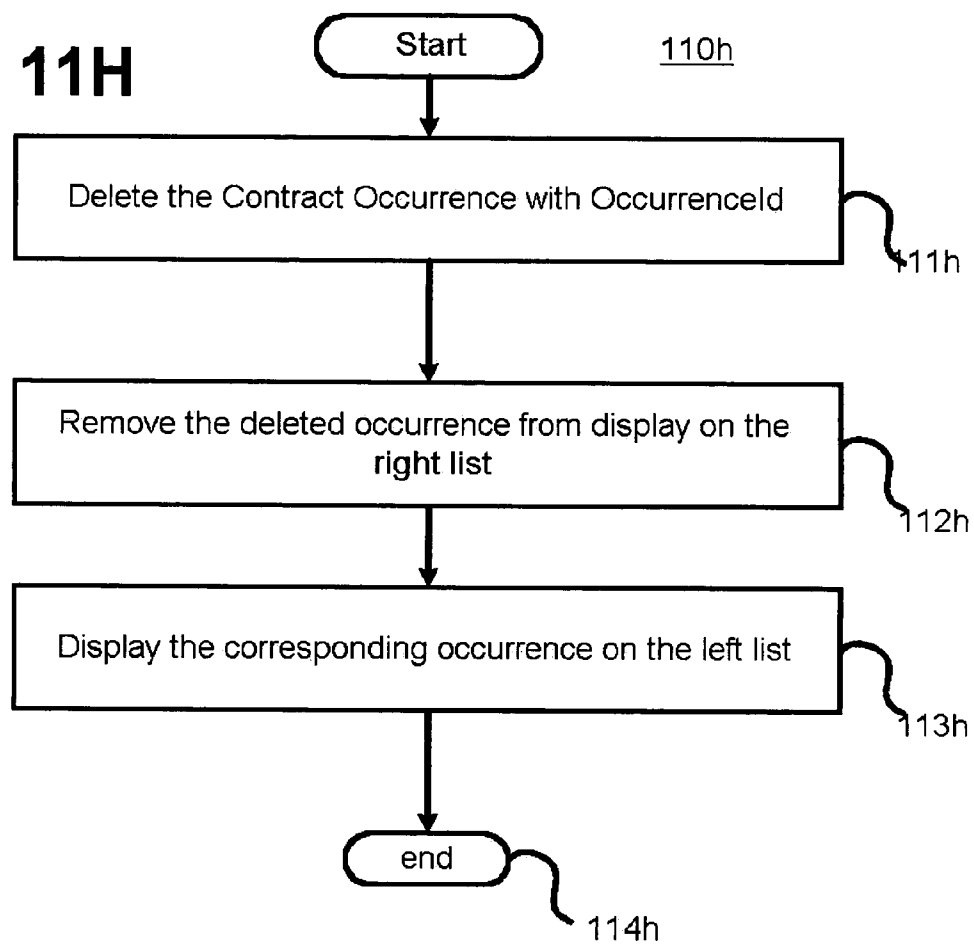 11H
Start
110h
Delete the Contract Occurrence with OccurrenceId
111h
Remove the deleted occurrence from display on the
right list
112h
Display the corresponding occurrence on the left list
113h
end
114h